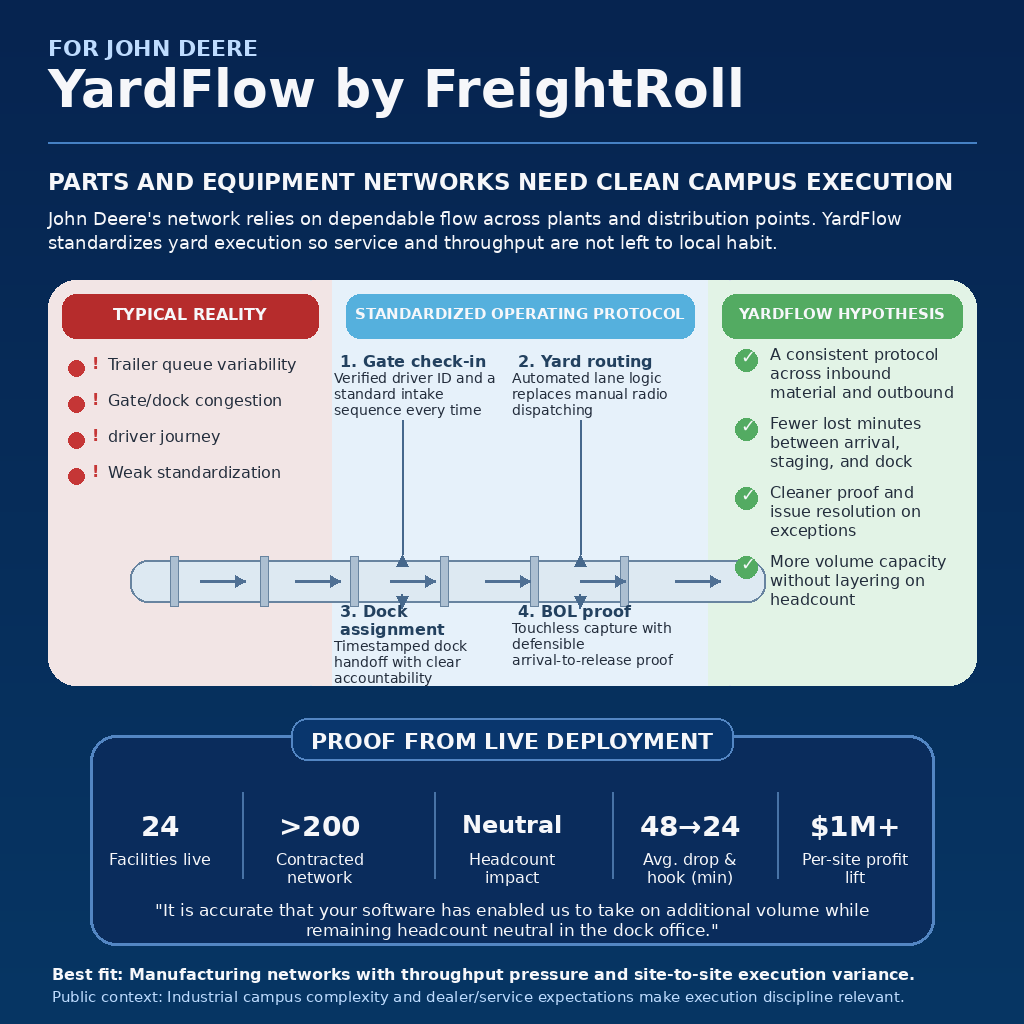 FOR JOHN DEERE
YardFlow by FreightRoll
PARTS AND EQUIPMENT NETWORKS NEED CLEAN CAMPUS EXECUTION
John Deere's network relies on dependable flow across plants and distribution points. YardFlow
standardizes yard execution so service and throughput are not left to local habit.
TYPICAL REALITY
! Trailer queue variability
! Gate/dock congestion
! driver journey
! Weak standardization
STANDARDIZED OPERATING PROTOCOL
1. Gate check-in
Verified driver ID and a
standard intake
sequence every time
2. Yard routing
Automated lane logic
replaces manual radio
dispatching
3. Dock
assignment
Timestamped dock
handoff with clear
accountability
4. BOL proof
Touchless capture with
defensible
arrival-to-release proof
YARDFLOW HYPOTHESIS
✓ A consistent protocol
across inbound
material and outbound
✓ Fewer lost minutes
between arrival,
staging, and dock
✓ Cleaner proof and
issue resolution on
exceptions
✓ More volume capacity
without layering on
headcount
PROOF FROM LIVE DEPLOYMENT
24
Facilities live
>200
Contracted
network
Neutral
Headcount
impact
48→24
Avg. drop &
hook (min)
$1M+
Per-site profit
lift
"It is accurate that your software has enabled us to take on additional volume while
remaining headcount neutral in the dock office."
Best fit: Manufacturing networks with throughput pressure and site-to-site execution variance.
Public context: Industrial campus complexity and dealer/service expectations make execution discipline relevant.